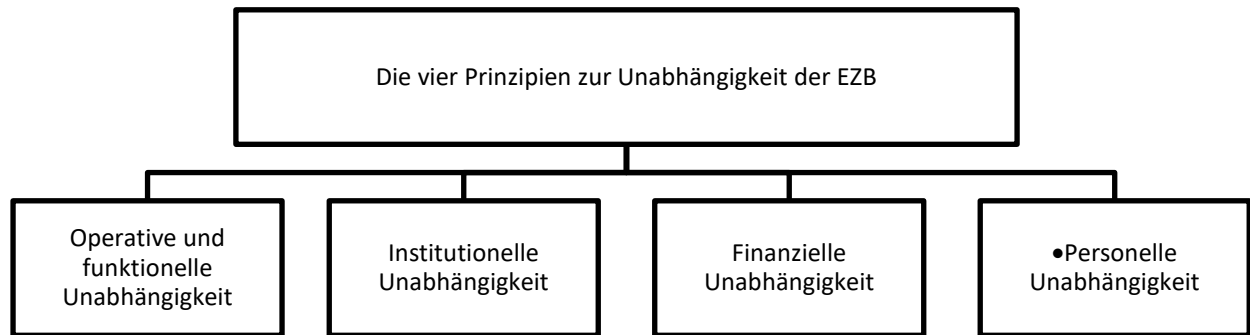 Die vier Prinzipien zur Unabhängigkeit der EZB
Operative und
funktionelle
Unabhängigkeit
Institutionelle
Unabhängigkeit
Finanzielle
Unabhängigkeit
•Personelle
Unabhängigkeit